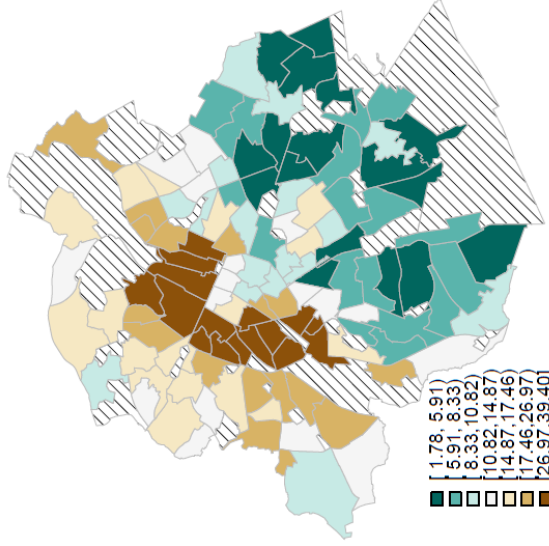 [ 1.78, 5.91)
[ 5.91, 8.33)
[ 8.33, 10.82)
[10.82,14.87)
[14.87,17.46)
[17.46,26.97)
[26.97,39.40]